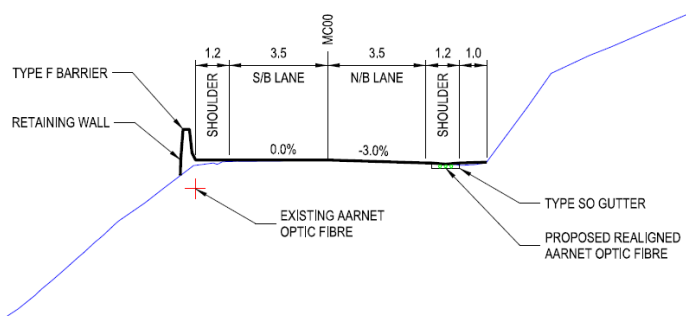 MC00
1.2
3.5
3.5
1.2
1.0
SHOULDER
S/B LANE
N/B LANE
SHOULDER
TYPE F BARRIER
RETAINING WALL
0.0%
-3.0%
EXISTING AARNET
OPTIC FIBRE
TYPE SO GUTTER
PROPOSED REALIGNED
AARNET OPTIC FIBRE